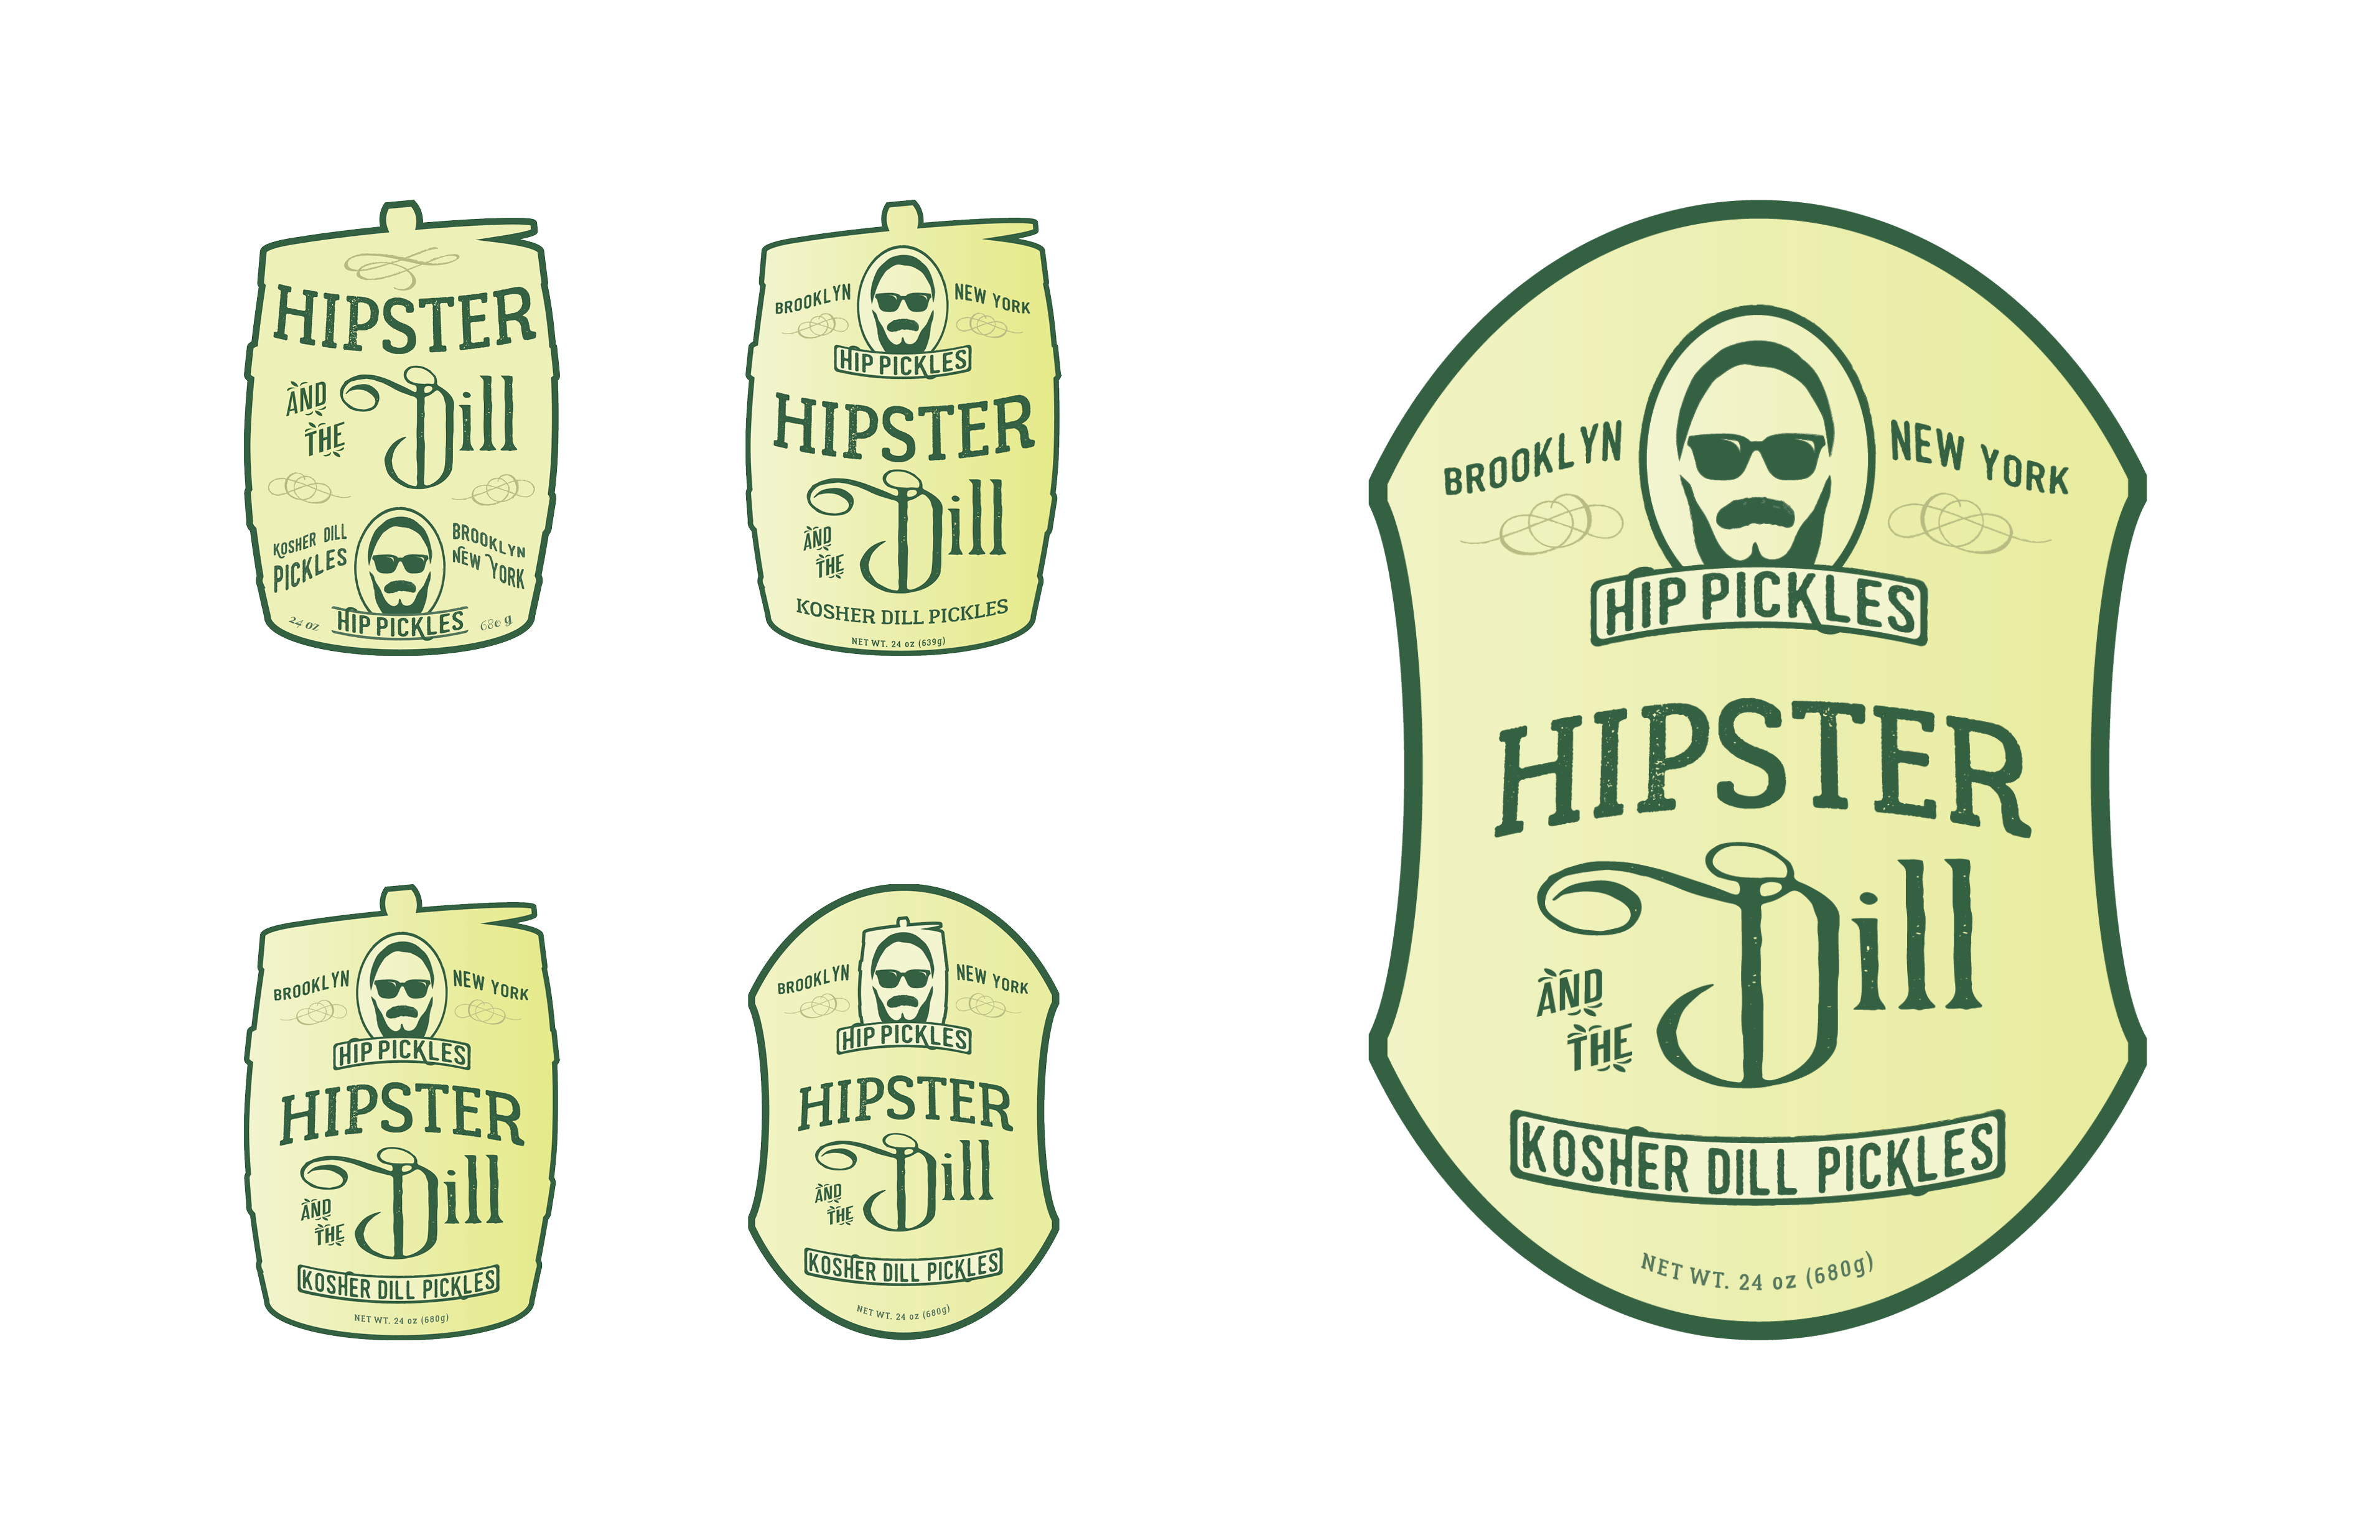 HIPSTER
AND THE Dill
KOSHER DILL PICKLES
BROOKLYN NEW YORK
24 OZ
HIP PICKLES
680 g
BROOKLYN NEW YORK
HIP PICKLES
HIPSTER
AND THE Dill
KOSHER DILL PICKLES
NET WT. 24 oz (639g)
BROOKLYN NEW YORK
HIP PICKLES
HIPSTER
AND THE Dill
KOSHER DILL PICKLES
NET WT. 24 oz (680g)
BROOKLYN NEW YORK
HIP PICKLES
HIPSTER
AND THE Dill
KOSHER DILL PICKLES
NET WT. 24 oz (680g)
BROOKLYN NEW YORK
HIP PICKLES
HIPSTER
AND THE Dill
KOSHER DILL PICKLES
NET WT. 24 oz (680g)